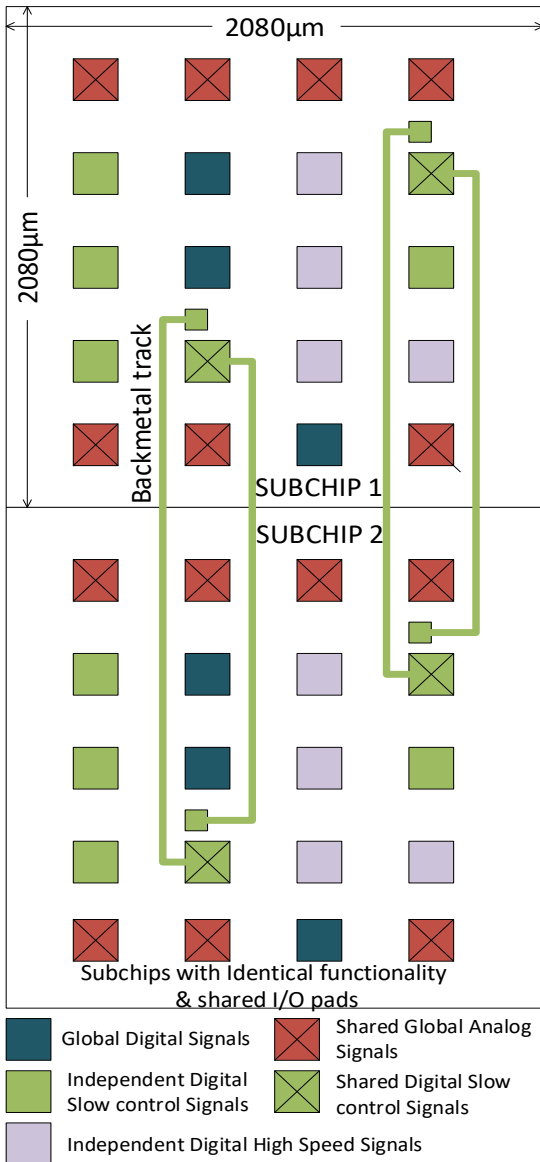 2080µm
2080µm
Backmetal track
SUBCHIP 1
SUBCHIP 2
Subchips with Identical functionality
& shared I/O pads
Global Digital Signals
Shared Global Analog
Signals
Independent Digital
Slow control Signals
Shared Digital Slow
control Signals
Independent Digital High Speed Signals